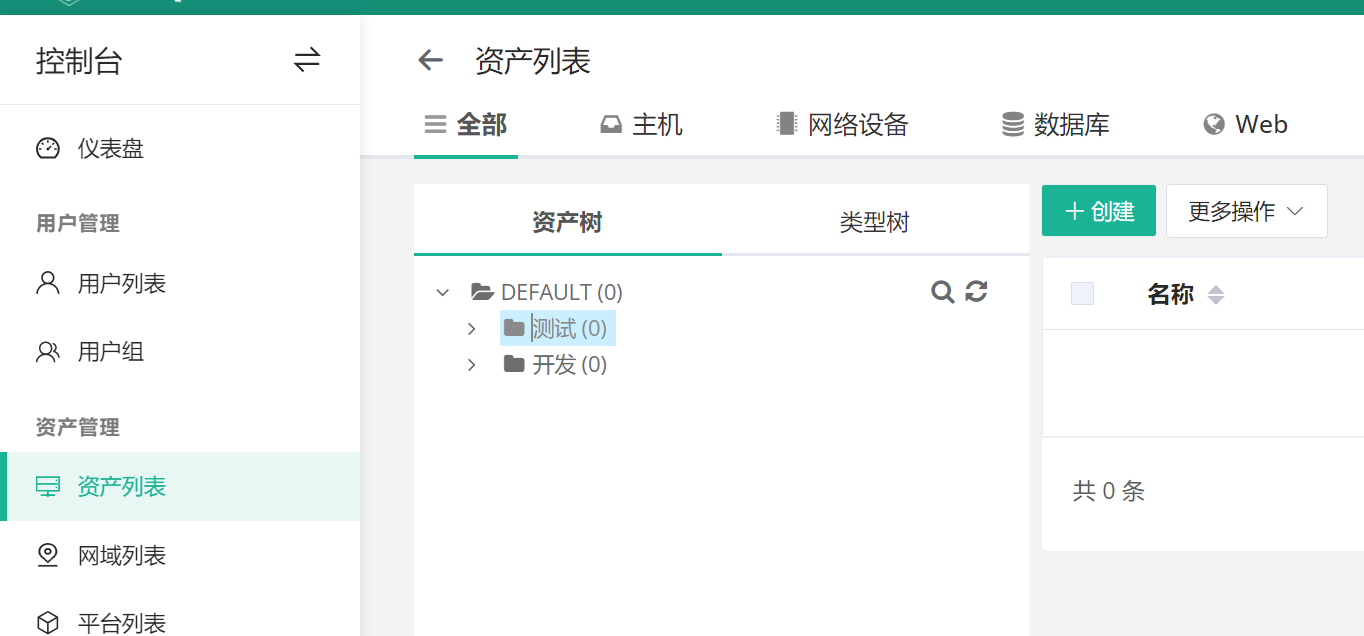 控制台
仪表盘
用户管理
用户列表
用户组
资产管理
资产列表
网域列表
平台列表
资产列表
全部
主机
网络设备
数据库
Web
资产树
类型树
DEFAULT (0)
测试 (0)
开发 (0)
创建
更多操作
名称
共 0 条